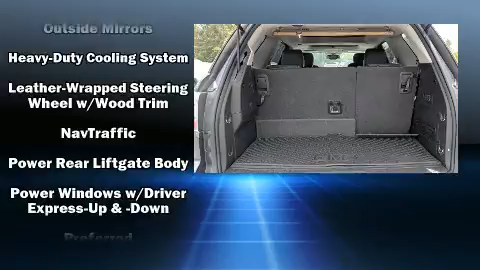 Outside Mirrors
Heavy-Duty Cooling System
Leather-Wrapped Steering
Wheel w/Wood Trim
NavTraffic
Power Rear Liftgate Body
Power Windows w/Driver
Express-Up & -Down
Preferred